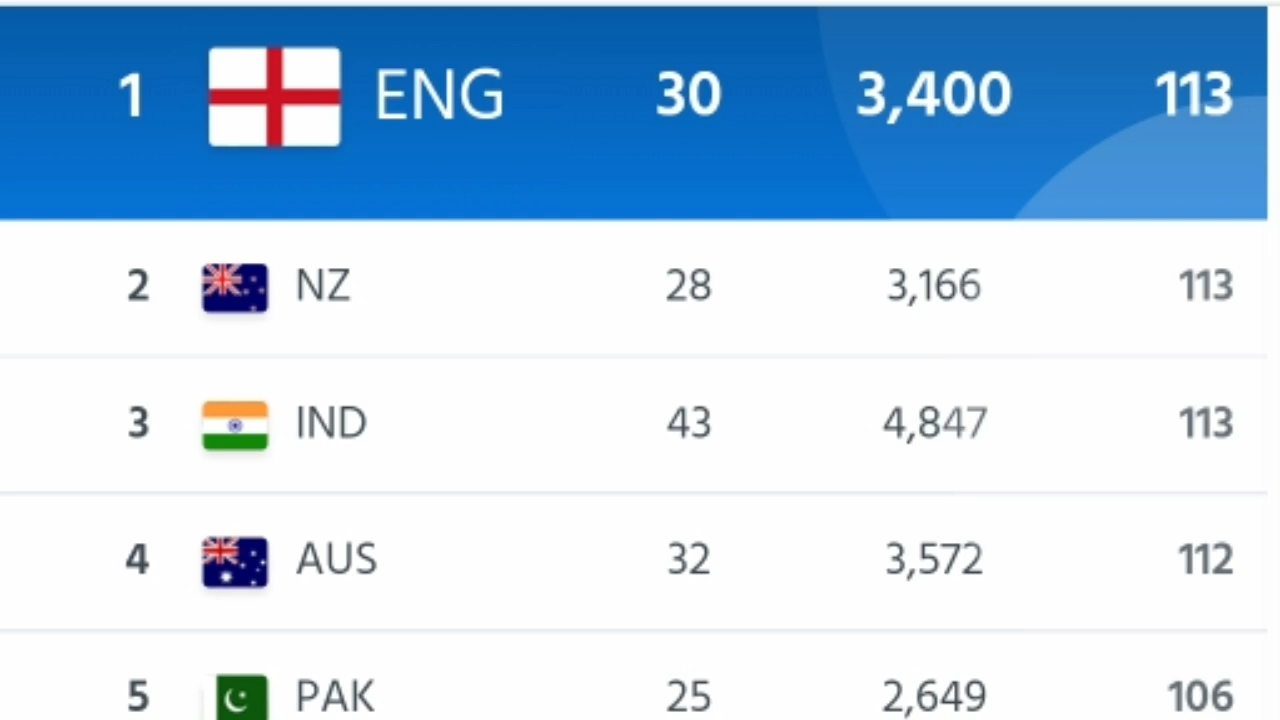 1 ENG 30 3,400 113
2 NZ 28 3,166 113
3 IND 43 4,847 113
4 AUS 32 3,572 112
5 PAK 25 2,649 106